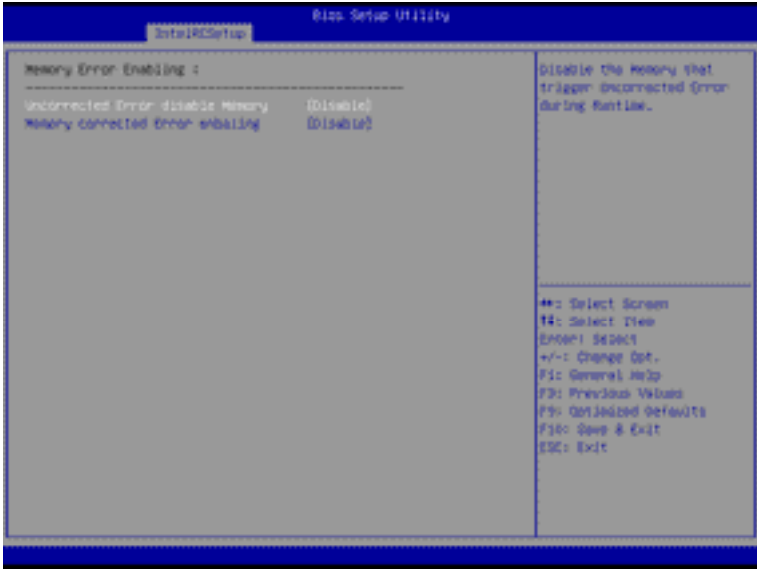 Bios Setup Utility
IntelRCSetup
Memory Error Enabling :
Uncorrected Error disable Memory [Disable]
Memory corrected Error enbaling [Disable]
Disable the Memory that
trigger Uncorrected Error
during Runtime.
: Select Screen
: Select Item
Enter: Select
+/-: Change Opt.
F1: General Help
F3: Previous Values
F9: Optimized Defaults
F10: Save & Exit
ESC: Exit